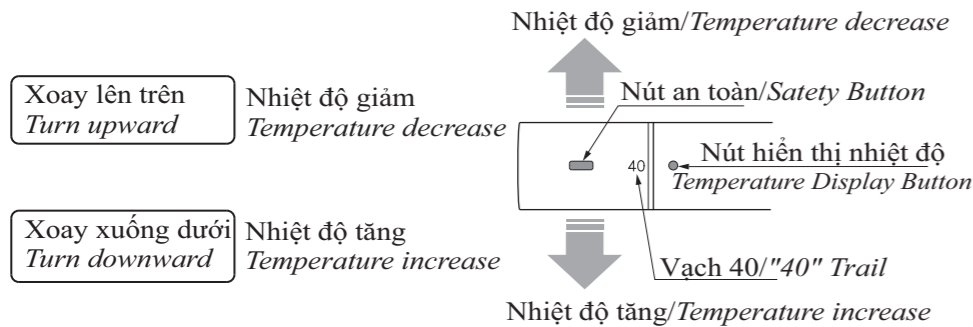 Nhiệt độ giảm/Temperature decrease
Xoay lên trên
Turn upward
Nhiệt độ giảm
Temperature decrease
Nút an toàn/Satety Button
40
Nút hiển thị nhiệt độ
Temperature Display Button
Xoay xuống dưới
Turn downward
Nhiệt độ tăng
Temperature increase
Vạch 40/"40" Trail
Nhiệt độ tăng/Temperature increase